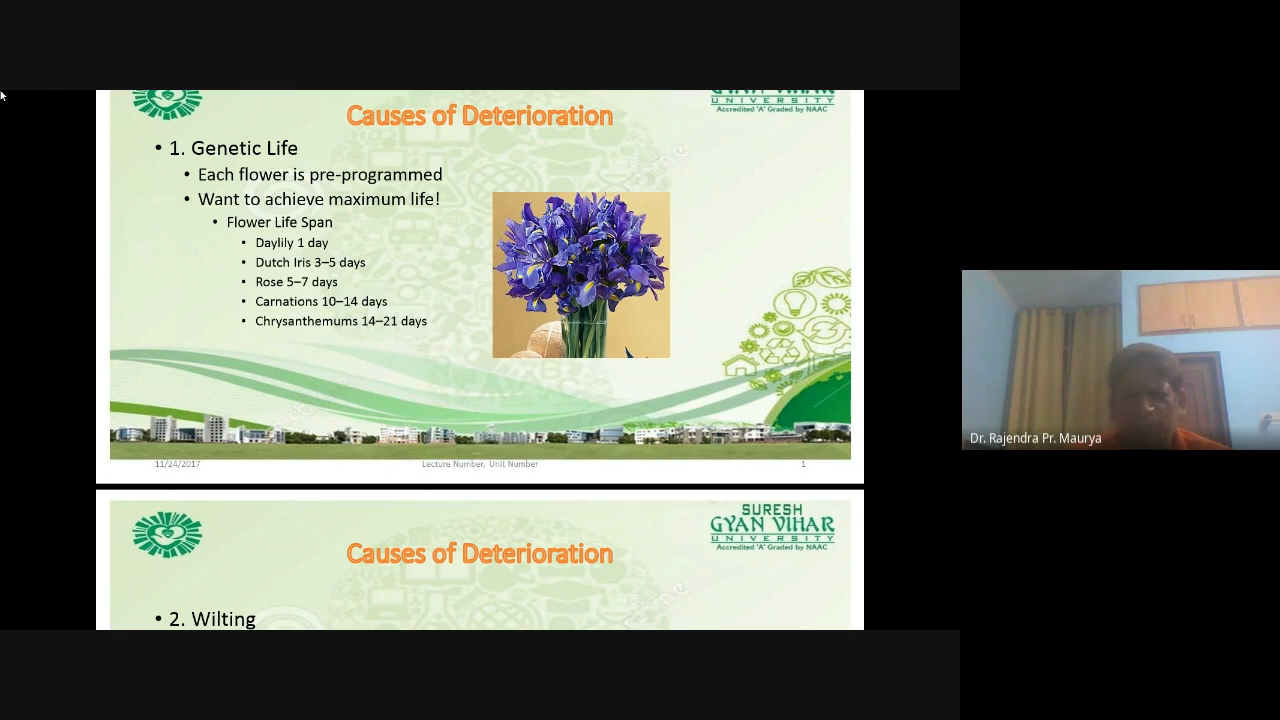 GYAN VIHAR
UNIVERSITY
Accredited 'A' Graded by NAAC
Causes of Deterioration
• 1. Genetic Life
• Each flower is pre-programmed
• Want to achieve maximum life!
• Flower Life Span
• Daylily 1 day
• Dutch Iris 3–5 days
• Rose 5–7 days
• Carnations 10–14 days
• Chrysanthemums 14–21 days
11/24/2017 Lecture Number, Unit Number 1
Dr. Rajendra Pr. Maurya
SURESH
GYAN VIHAR
UNIVERSITY
Accredited 'A' Graded by NAAC
Causes of Deterioration
• 2. Wilting